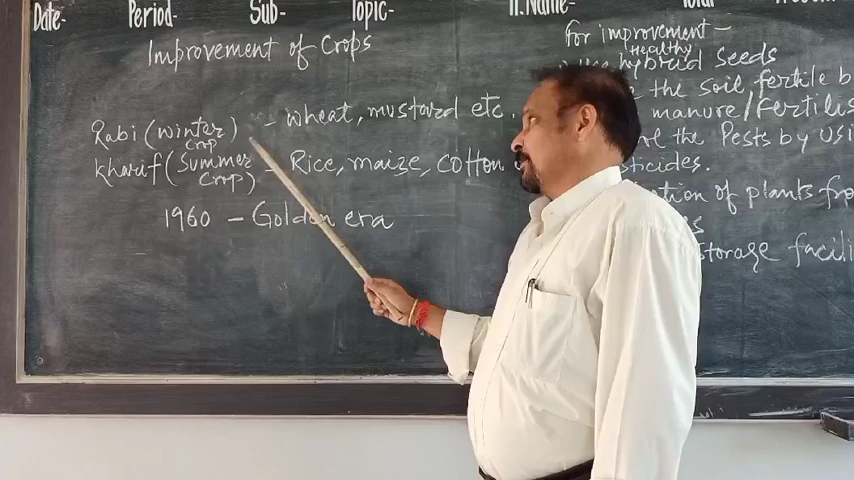 Date- Period- Sub- Topic- Name-
Improvement of Crops
Rabi (winter crop) - wheat, mustard etc.
Kharif (Summer Crop) - Rice, maize, cotton
1960 - Golden era
For improvement -
Healthy
Use hybrid seeds
the soil fertile b
manure/Fertilis
the Pests by usi
of plants fro
storage facili